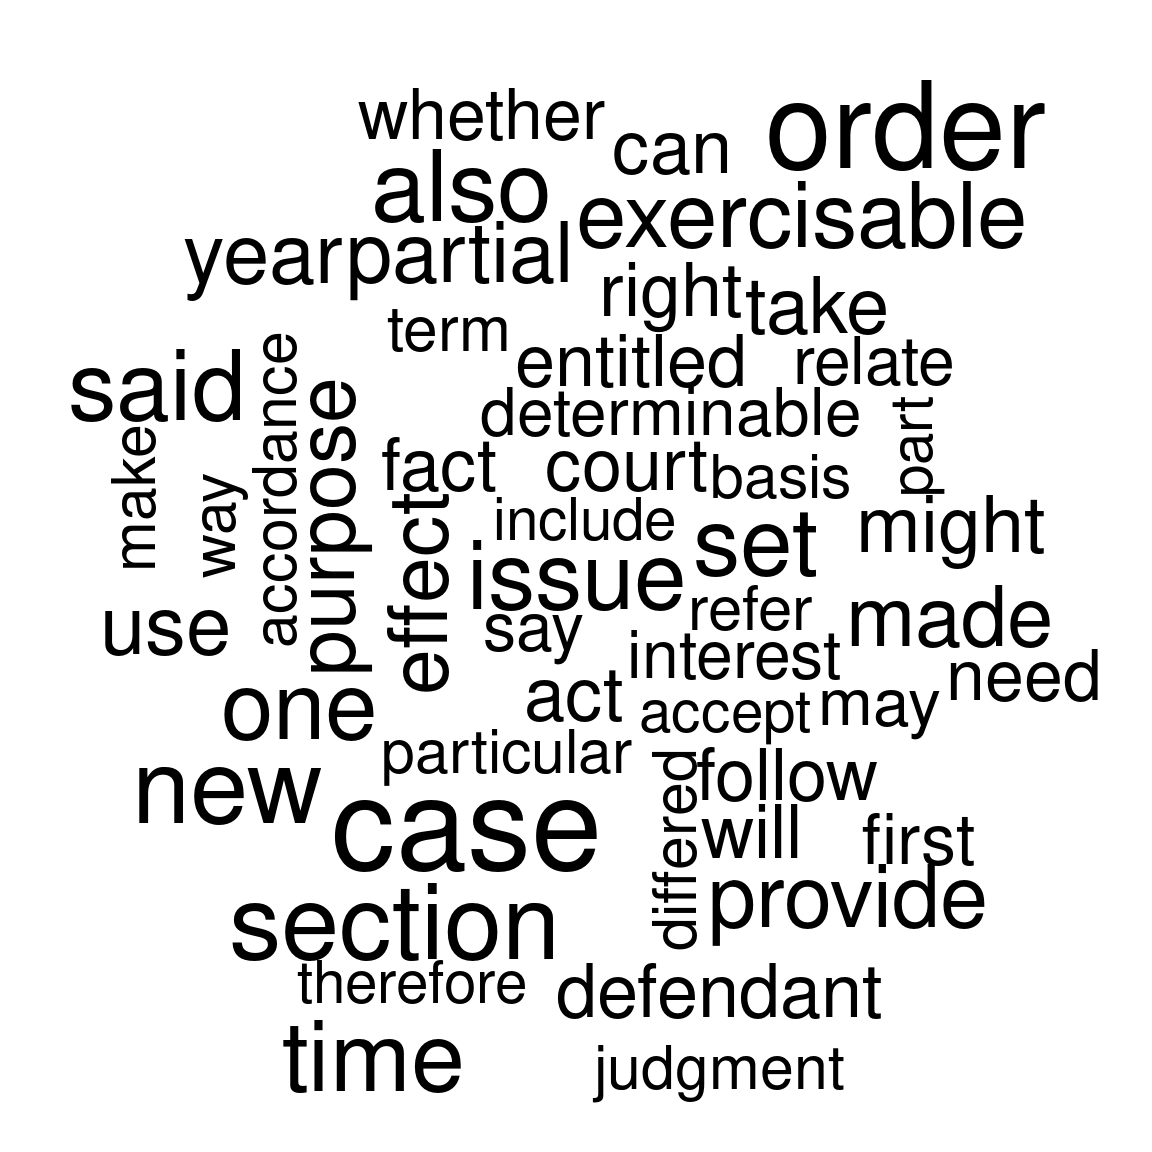 whether
can
order
also
exercisable
year
partial
right
take
term
entitled
relate
said
determinable
make
way
accordance
purpose
fact
court
basis
part
effect
include
set
might
issue
use
say
refer
made
interest
need
one
act
accept
may
particular
new
case
differed
follow
will
first
section
provide
therefore
defendant
time
judgment